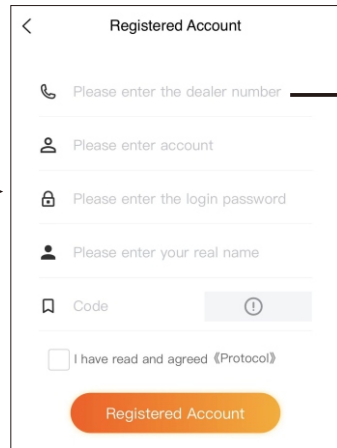 Registered Account
Please enter the dealer number
Please enter account
Please enter the login password
Please enter your real name
Code
I have read and agreed 《Protocol》
Registered Account